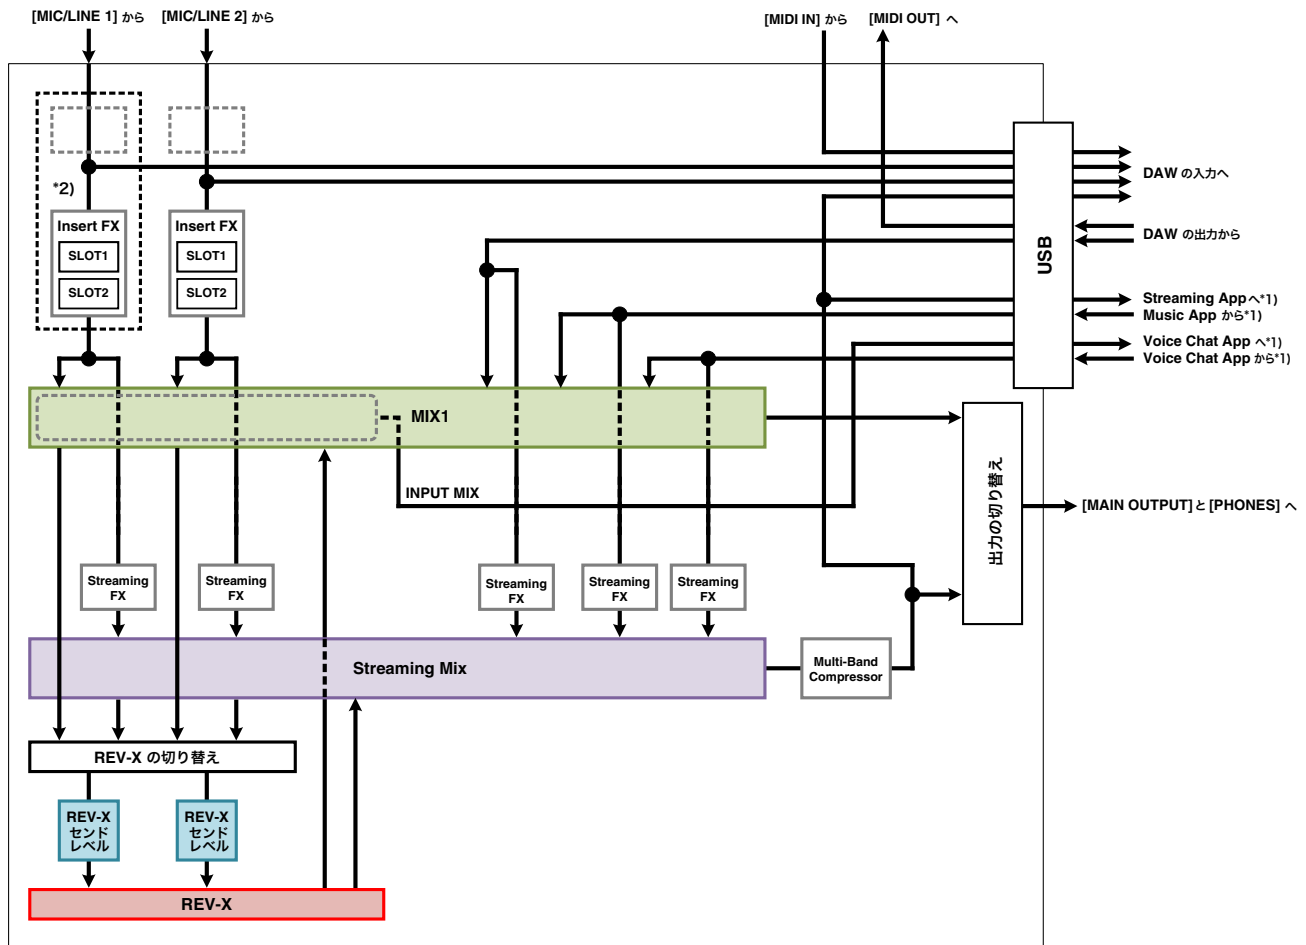 [MIC/LINE 1] から
[MIC/LINE 2] から
[MIDI IN] から
[MIDI OUT] へ
*2)
Insert FX
SLOT1
SLOT2
Insert FX
SLOT1
SLOT2
USB
DAW の入力へ
DAW の出力から
Streaming App へ*1)
Music App から*1)
Voice Chat App へ*1)
Voice Chat App から*1)
MIX1
INPUT MIX
出力の切り替え
[MAIN OUTPUT] と [PHONES] へ
Streaming
FX
Streaming
FX
Streaming
FX
Streaming
FX
Streaming
FX
Streaming Mix
Multi-Band
Compressor
REV-X の切り替え
REV-X
センド
レベル
REV-X
センド
レベル
REV-X